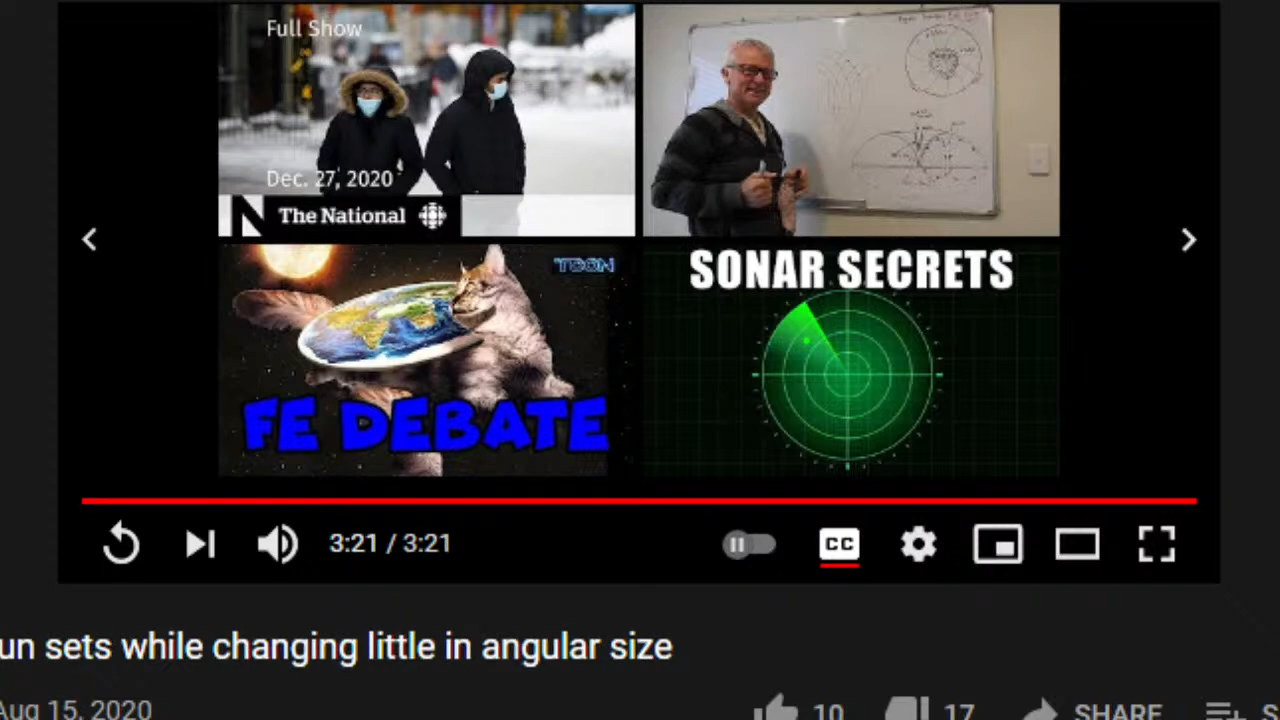 Full Show
Dec. 27, 2020
The National
TOON
FE DEBATE
SONAR SECRETS
3:21 / 3:21
CC
un sets while changing little in angular size
Aug 15, 2020
10
17
SHARE
S